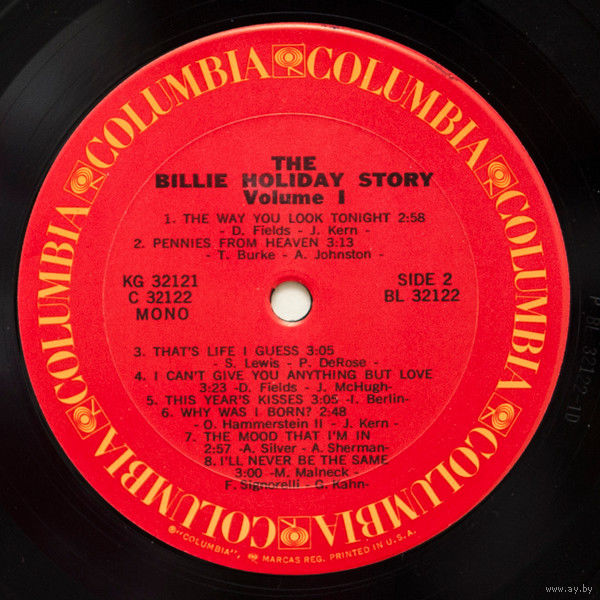 COLUMBIA COLUMBIA COLUMBIA COLUMBIA COLUMBIA COLUMBIA COLUMBIA COLUMBIA
THE
BILLIE HOLIDAY STORY
Volume I
1. THE WAY YOU LOOK TONIGHT 2:58
- D. Fields - J. Kern -
2. PENNIES FROM HEAVEN 3:13
- T. Burke - A. Johnston -
KG 32121 SIDE 2
C 32122 BL 32122
MONO
3. THAT'S LIFE I GUESS 3:05
- S. Lewis - P. DeRose -
4. I CAN'T GIVE YOU ANYTHING BUT LOVE
3:23 -D. Fields - J. McHugh-
5. THIS YEAR'S KISSES 3:05 -I. Berlin-
6. WHY WAS I BORN? 2:48
- O. Hammerstein II - J. Kern -
7. THE MOOD THAT I'M IN
2:57 -A. Silver - A. Sherman-
8. I'LL NEVER BE THE SAME
3:00 -M. Malneck -
F. Signorelli - G. Kahn-
®"COLUMBIA", MARCAS REG. PRINTED IN U.S.A.
www.ay.by